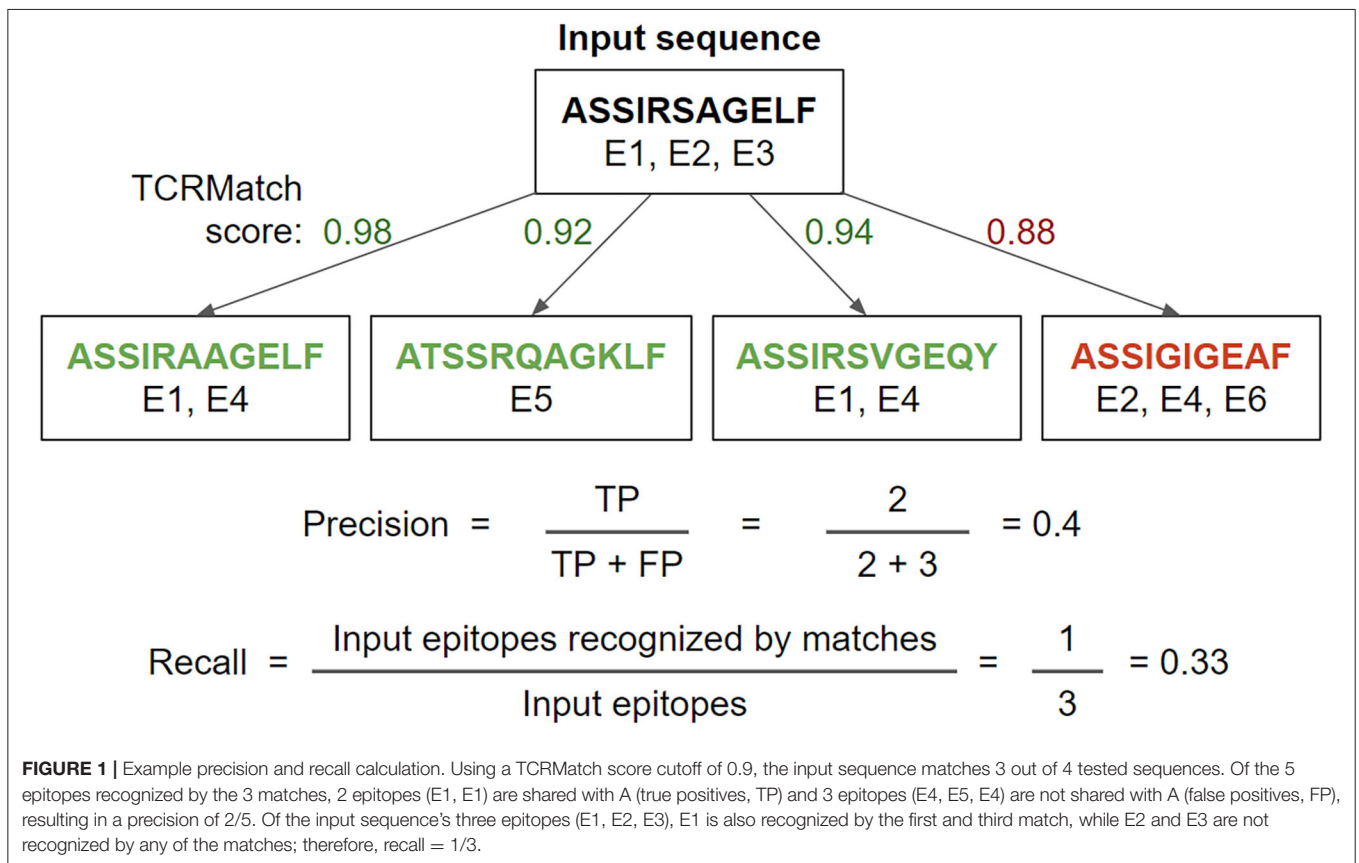 Input sequence
ASSIRSAGELF
E1, E2, E3
TCRMatch
score: 0.98 0.92 0.94 0.88
ASSIRAAGELF ATSSRQAGKLF ASSIRSVGEQY ASSIGIGEAF
E1, E4 E5 E1, E4 E2, E4, E6
Precision = TP / TP + FP = 2 / 2 + 3 = 0.4
Recall = Input epitopes recognized by matches / Input epitopes = 1 / 3 = 0.33
FIGURE 1 | Example precision and recall calculation. Using a TCRMatch score cutoff of 0.9, the input sequence matches 3 out of 4 tested sequences. Of the 5
epitopes recognized by the 3 matches, 2 epitopes (E1, E1) are shared with A (true positives, TP) and 3 epitopes (E4, E5, E4) are not shared with A (false positives, FP),
resulting in a precision of 2/5. Of the input sequence's three epitopes (E1, E2, E3), E1 is also recognized by the first and third match, while E2 and E3 are not
recognized by any of the matches; therefore, recall = 1/3.